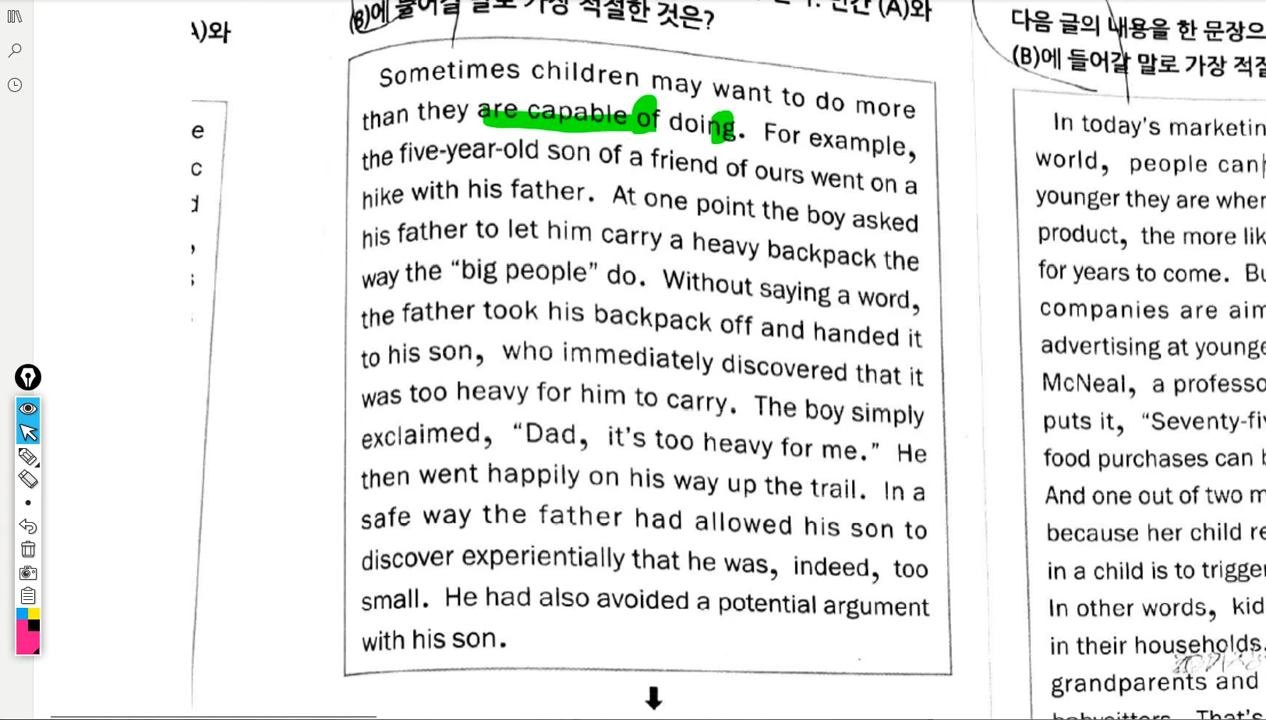 A)와
(B)에 들어갈 말로 가장 적절한 것은?
(A)와
e
c
d
,
Sometimes children may want to do more
than they are capable of doing. For example,
the five-year-old son of a friend of ours went on a
hike with his father. At one point the boy asked
his father to let him carry a heavy backpack the
way the “big people” do. Without saying a word,
the father took his backpack off and handed it
to his son, who immediately discovered that it
was too heavy for him to carry. The boy simply
exclaimed, “Dad, it's too heavy for me.” He
then went happily on his way up the trail. In a
safe way the father had allowed his son to
discover experientially that he was, indeed, too
small. He had also avoided a potential argument
with his son.
다음 글의 내용을 한 문장으
(B)에 들어갈 말로 가장 적절
In today's marketin
world, people can
younger they are when
product, the more lik
for years to come. Bu
companies are aim
advertising at younge
McNeal, a professo
puts it, “Seventy-fiv
food purchases can b
And one out of two m
because her child re
in a child is to trigge
In other words, kid
in their households,
grandparents and
babysitters. That's